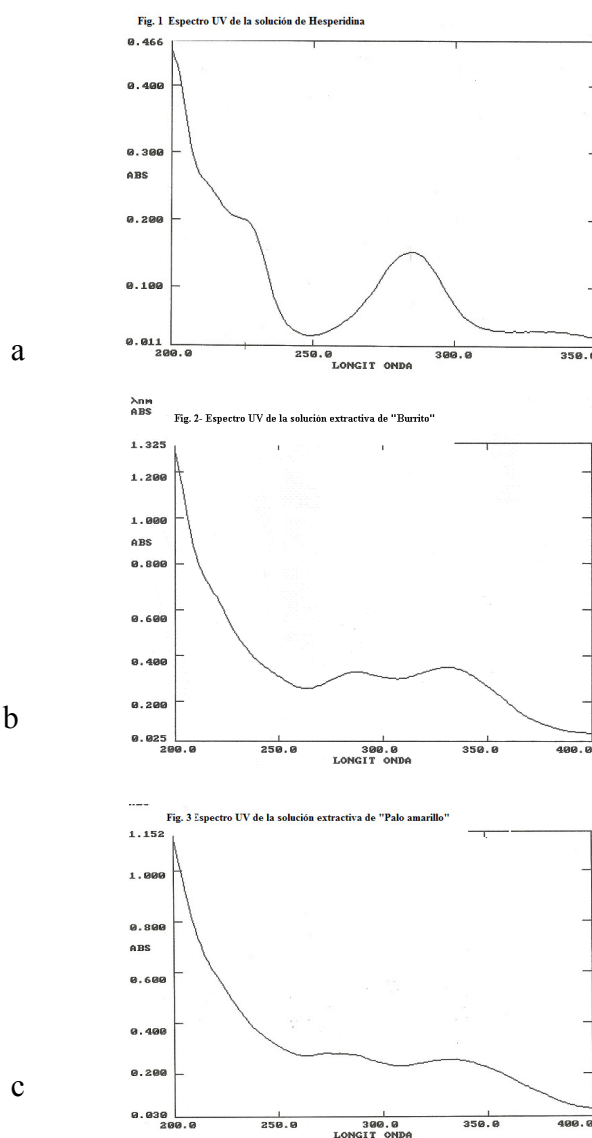 Fig. 1 Espectro UV de la solución de Hesperidina
0.466
0.400
0.300
ABS
0.200
0.100
0.011
200.0 250.0 300.0 350.0
LONGIT ONDA
a
λnm
ABS
Fig. 2- Espectro UV de la solución extractiva de "Burrito"
1.325
1.200
1.000
ABS
0.800
0.600
0.400
0.200
0.025
200.0 250.0 300.0 350.0 400.0
LONGIT ONDA
b
Fig. 3 Espectro UV de la solución extractiva de "Palo amarillo"
1.152
1.000
0.800
ABS
0.600
0.400
0.200
0.030
200.0 250.0 300.0 350.0 400.0
LONGIT ONDA
c